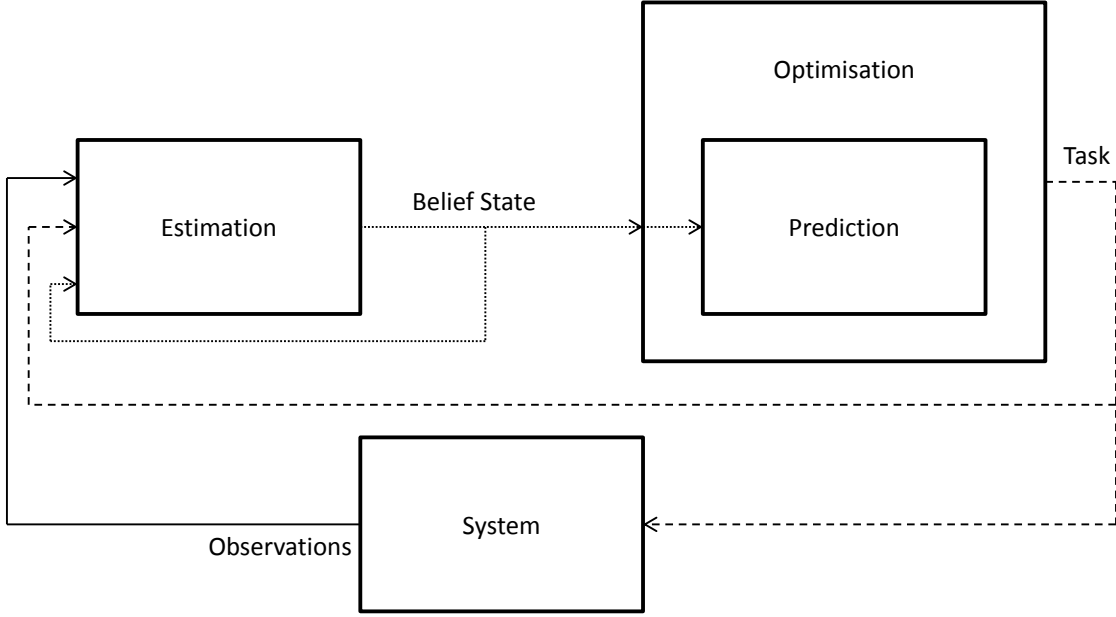 Optimisation
Task
Belief State
Estimation
Prediction
System
Observations